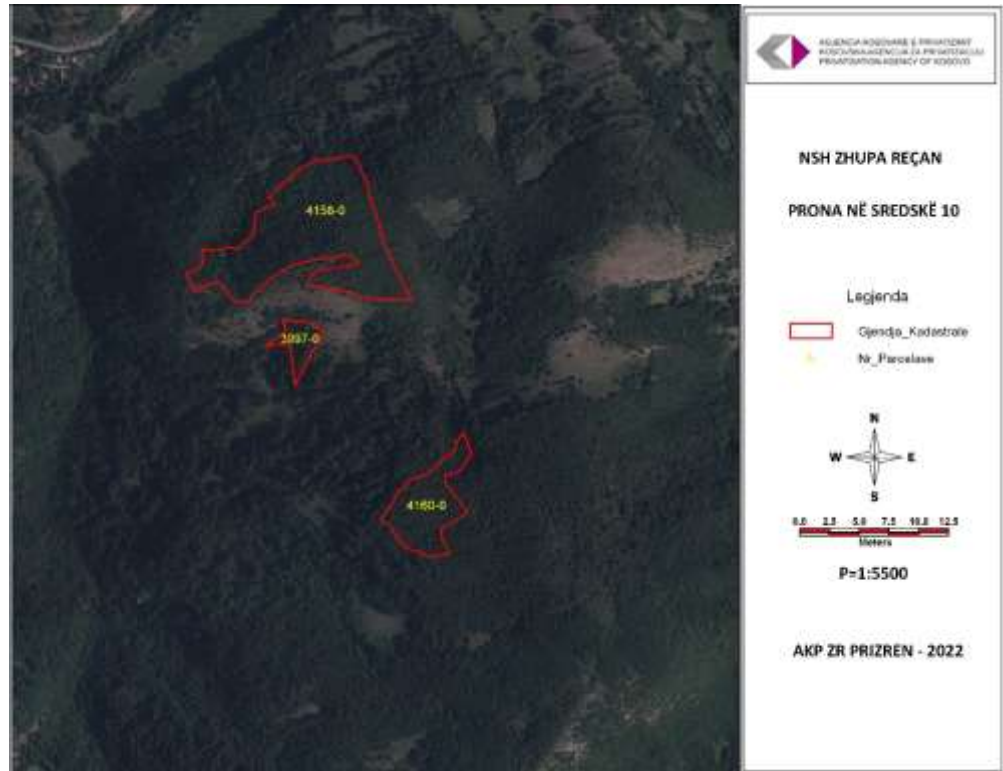 4158-0
3997-0
4160-0
AGJENCIA KOSOVARE E PRIVATIZIMIT
KOSOVSKA AGENCIJA ZA PRIVATIZACIJU
PRIVATISATION AGENCY OF KOSOVO
NSH ZHUPA REÇAN
PRONA NË SREDSKË 10
Legjenda
Gjendja_Kadastrale
Nr_Parcelave
N
W E
S
0.0 2.5 5.0 7.5 10.0 12.5
Meters
P=1:5500
AKP ZR PRIZREN - 2022